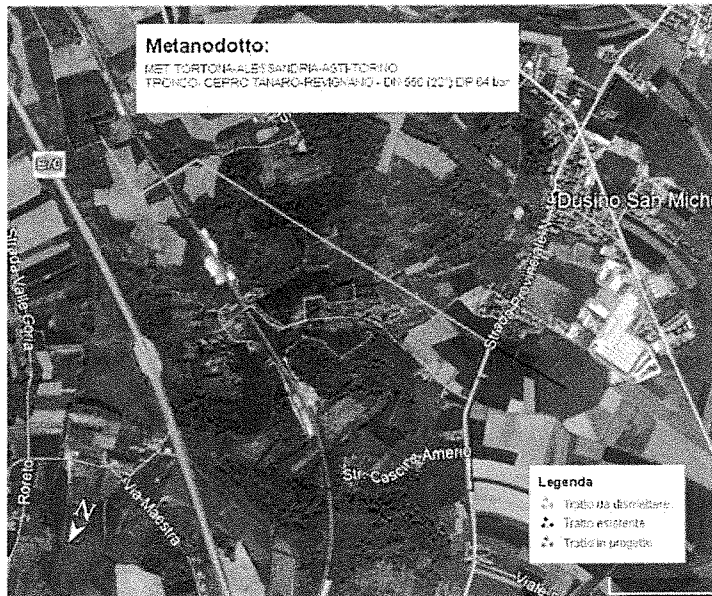 Metanodotto:
MET TORTONA-ALESSANDRIA-ASTI-TORINO
TRONCO CERRO TANARO-REVIGNANO - DN 550 (22") DP 64 bar
E70
Dusino San Miche
Strada Valle Cerra
Strada Provinciale
Str. Cascina Amerio
Roreto
Via Maestra
N
Legenda
Tratto da dismettere
Tratto esistente
Tratto in progetto
Viale